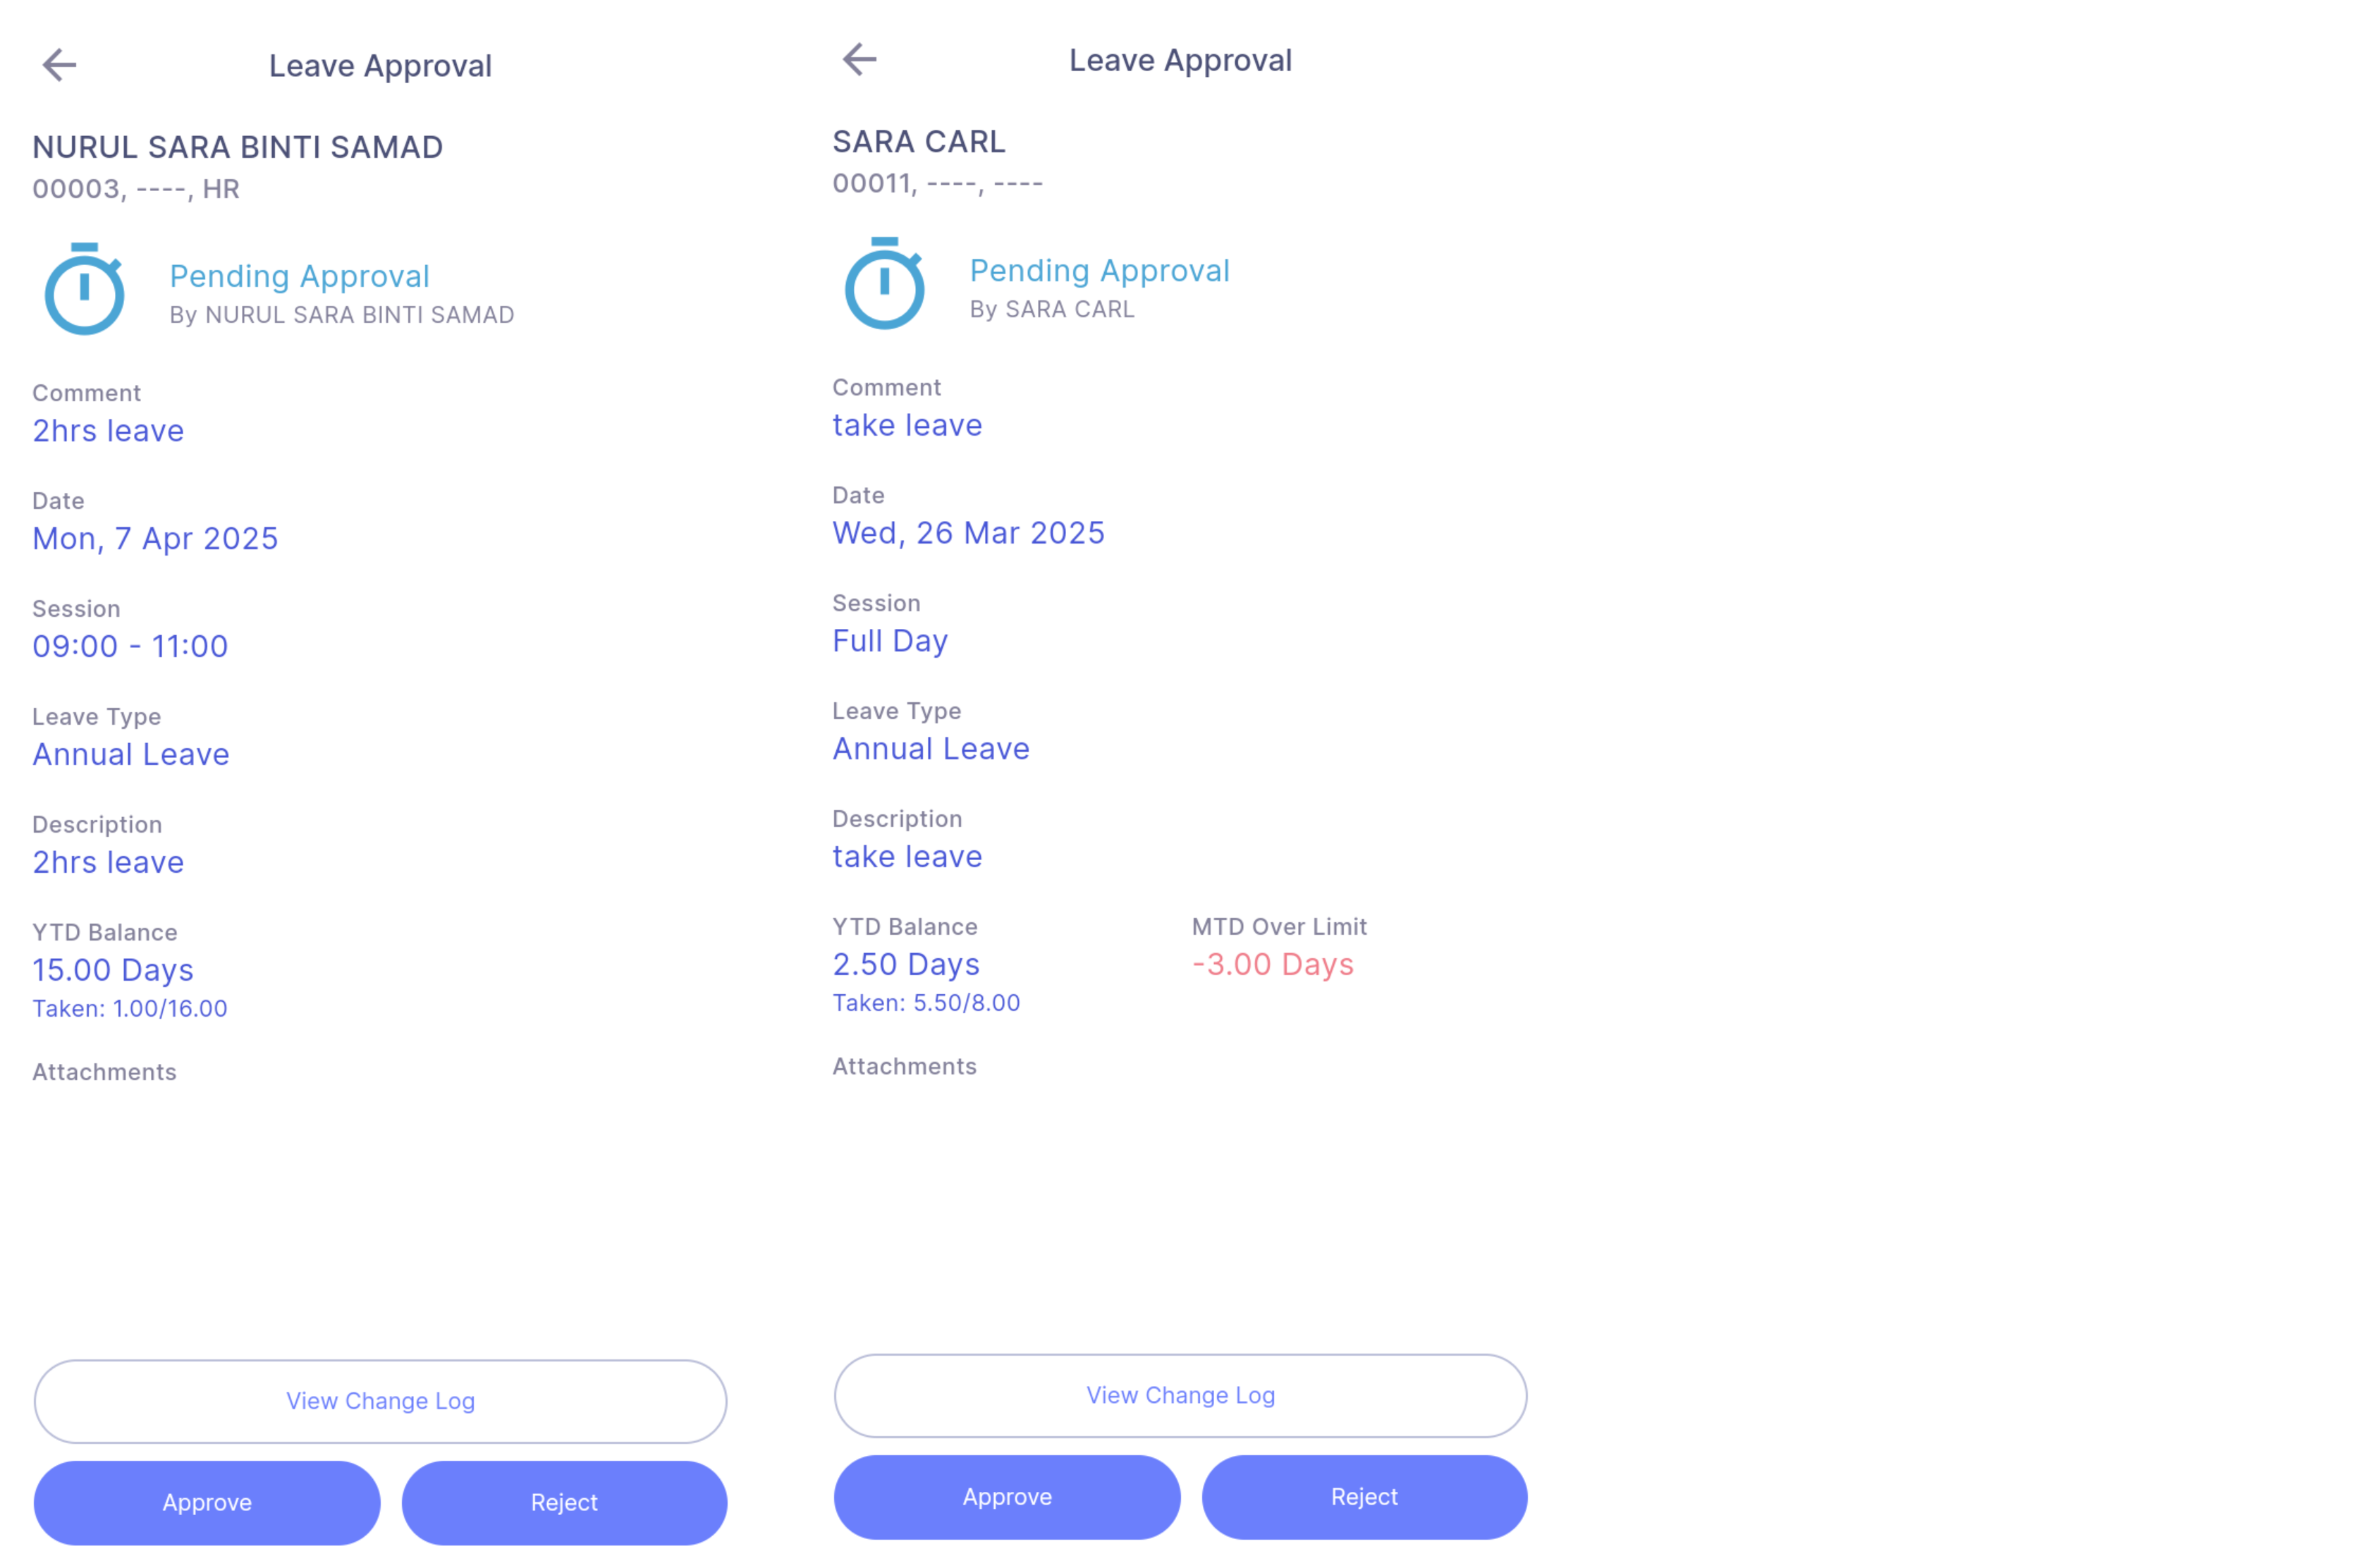 Leave Approval
NURUL SARA BINTI SAMAD
00003, ----, HR
Pending Approval
By NURUL SARA BINTI SAMAD
Comment
2hrs leave
Date
Mon, 7 Apr 2025
Session
09:00 - 11:00
Leave Type
Annual Leave
Description
2hrs leave
YTD Balance
15.00 Days
Taken: 1.00/16.00
Attachments
View Change Log
Approve
Reject
Leave Approval
SARA CARL
00011, ----, ----
Pending Approval
By SARA CARL
Comment
take leave
Date
Wed, 26 Mar 2025
Session
Full Day
Leave Type
Annual Leave
Description
take leave
YTD Balance
2.50 Days
Taken: 5.50/8.00
MTD Over Limit
-3.00 Days
Attachments
View Change Log
Approve
Reject